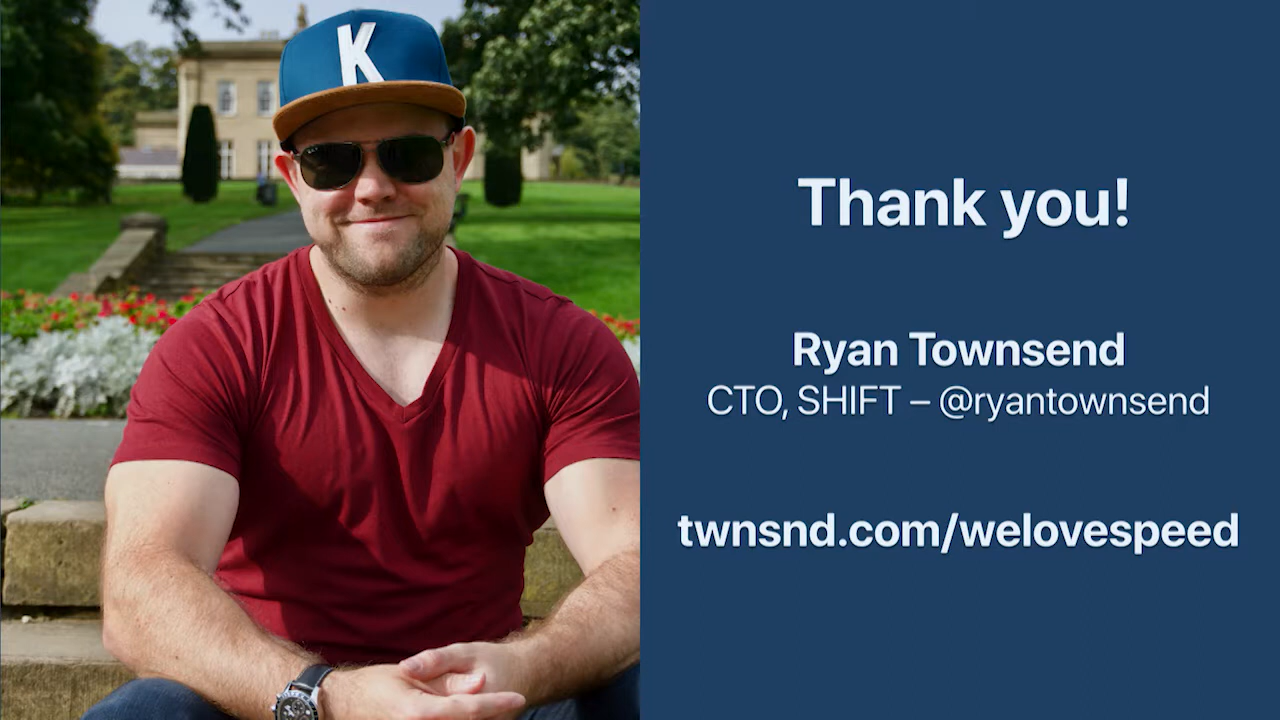 K
Thank you!
Ryan Townsend
CTO, SHIFT – @ryantownsend
twnsnd.com/welovespeed